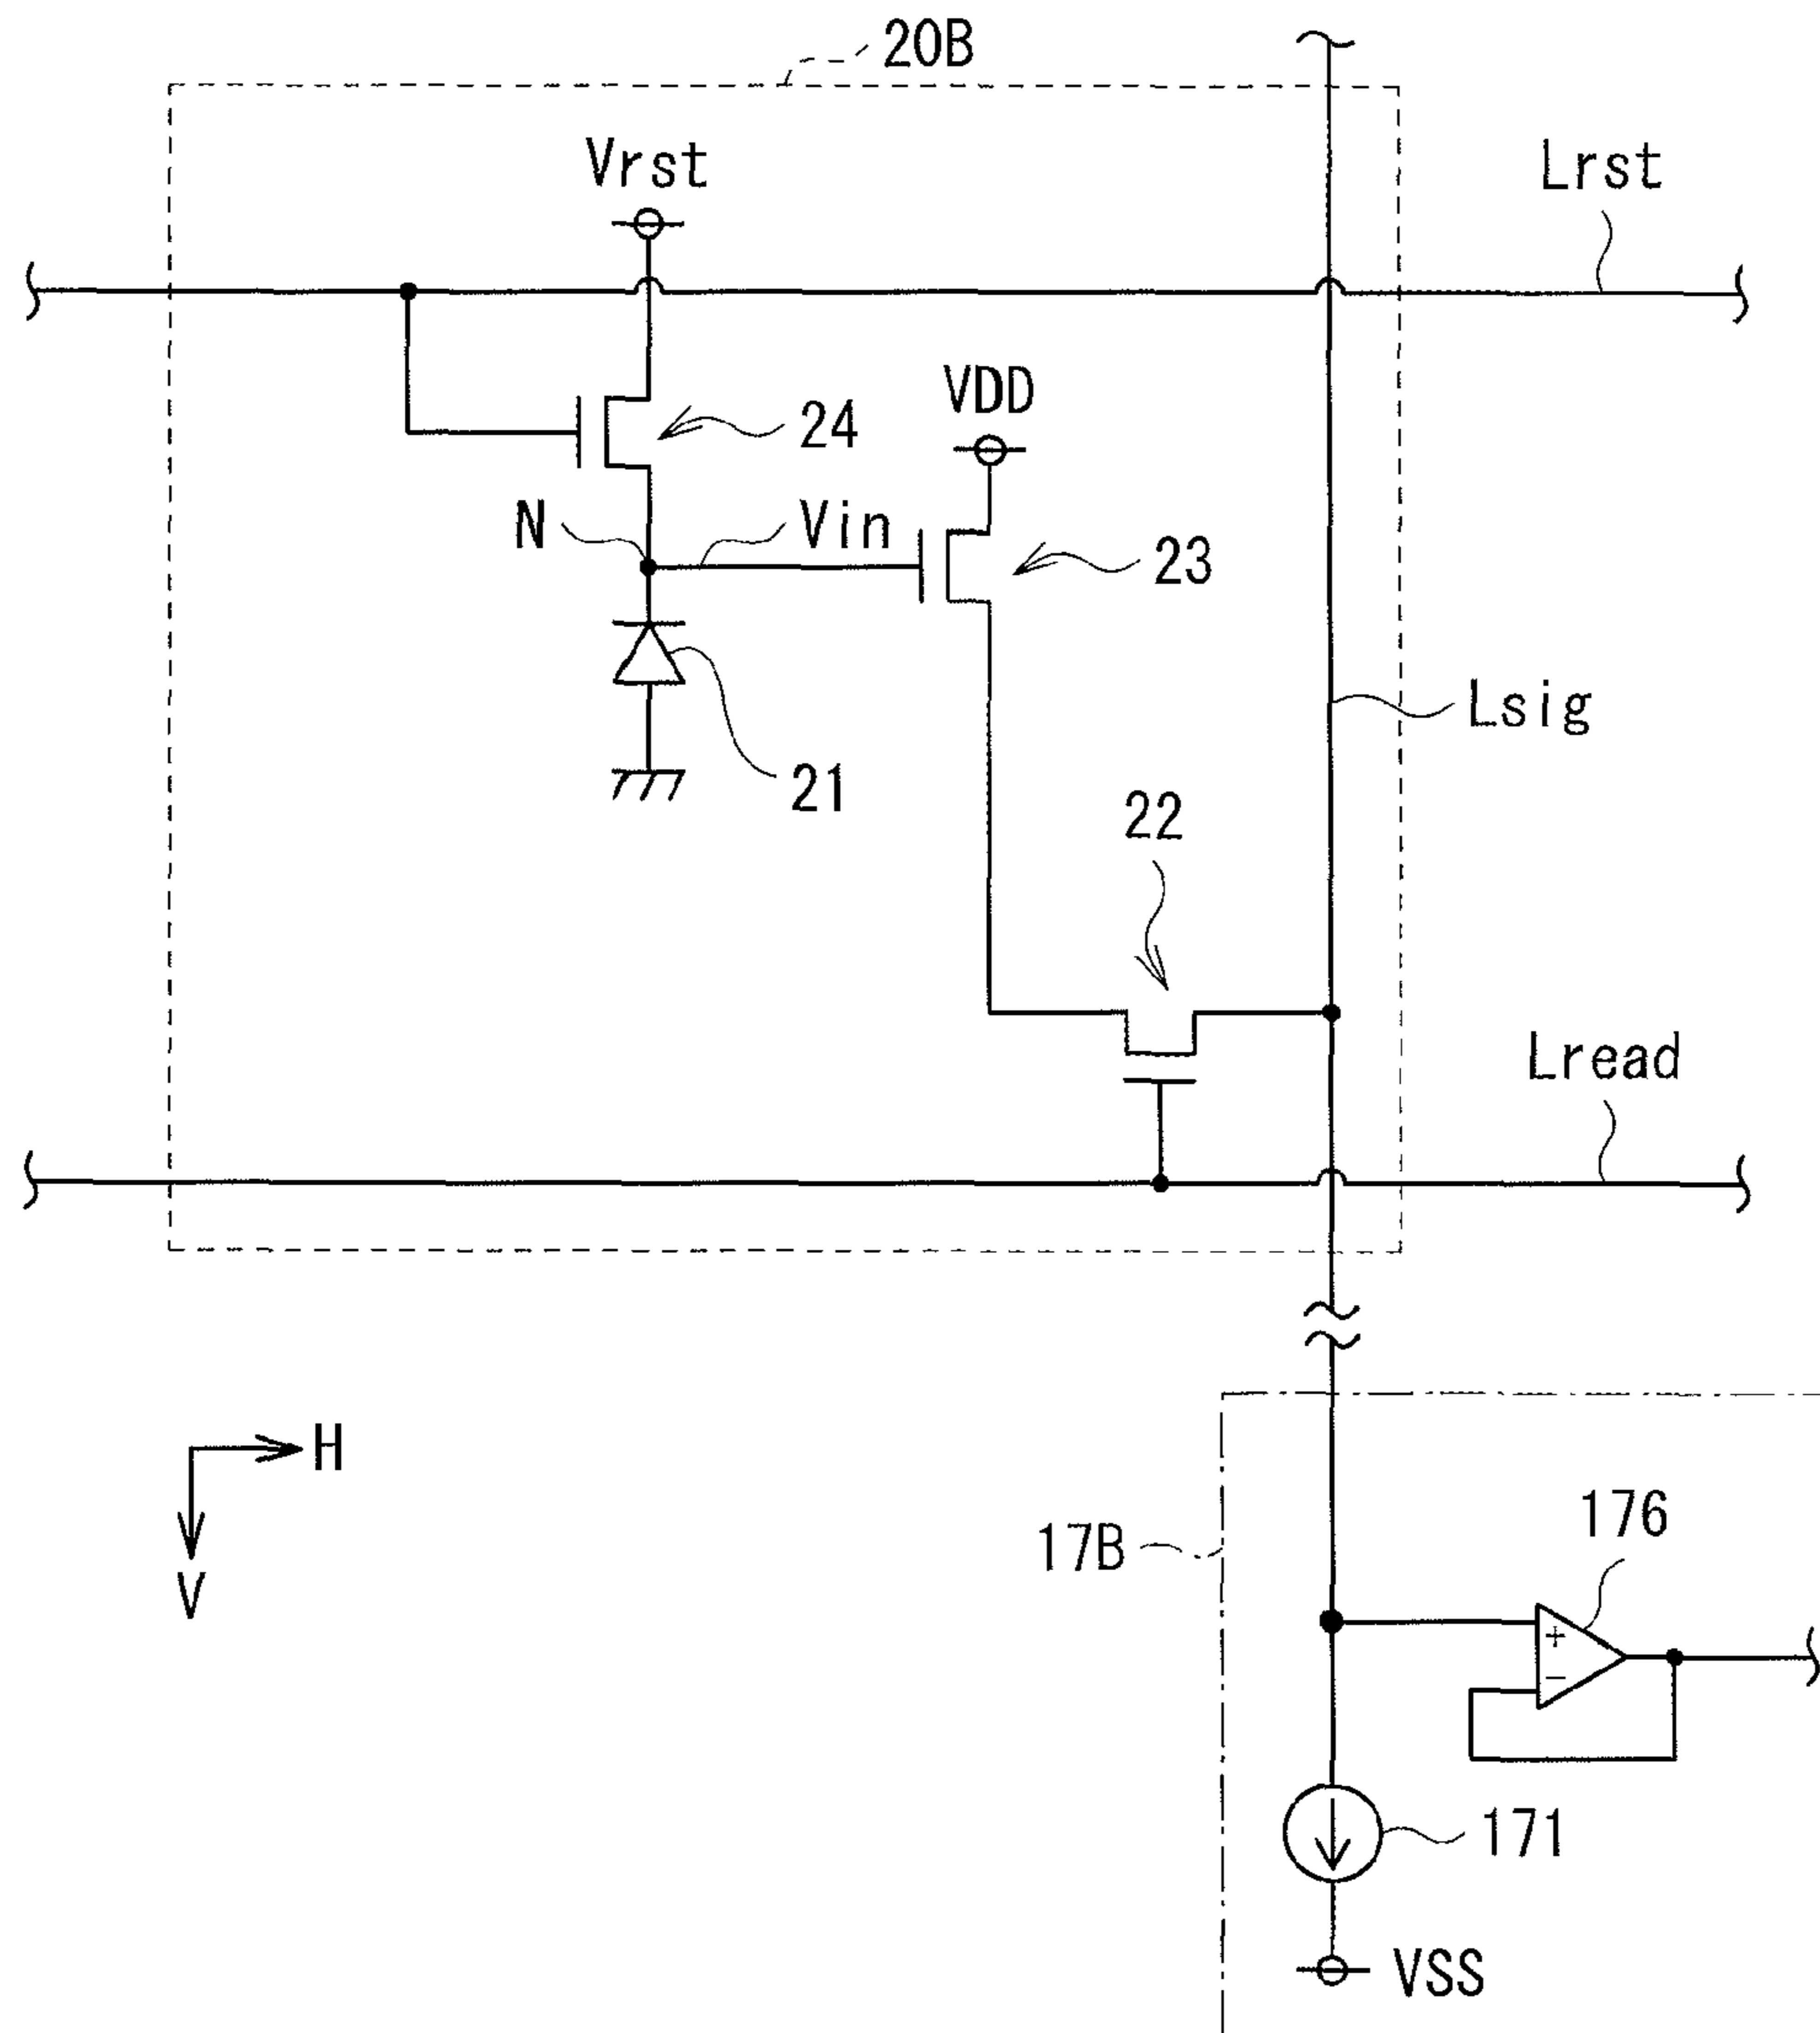 20B
Vrst
Lrst
VDD
24
N
Vin
23
Lsig
21
22
Lread
H
V
17B
176
+
−
171
VSS